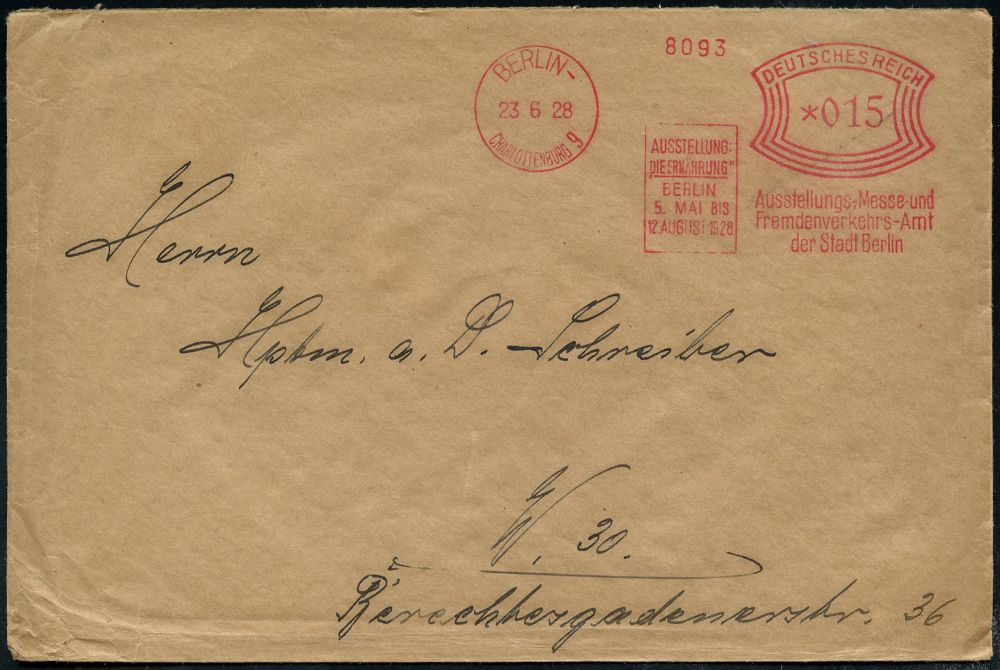 8093
BERLIN-
23 6 28
CHARLOTTENBURG 9
DEUTSCHES REICH
*015
AUSSTELLUNG:
„DIE ERNÄHRUNG"
BERLIN
5. MAI BIS
12. AUGUST 1928
Ausstellungs-, Messe-und
Fremdenverkehrs-Amt
der Stadt Berlin
Herrn
Hptm. a. D. Schreiber
W. 30.
Berechtesgadenerstr. 36